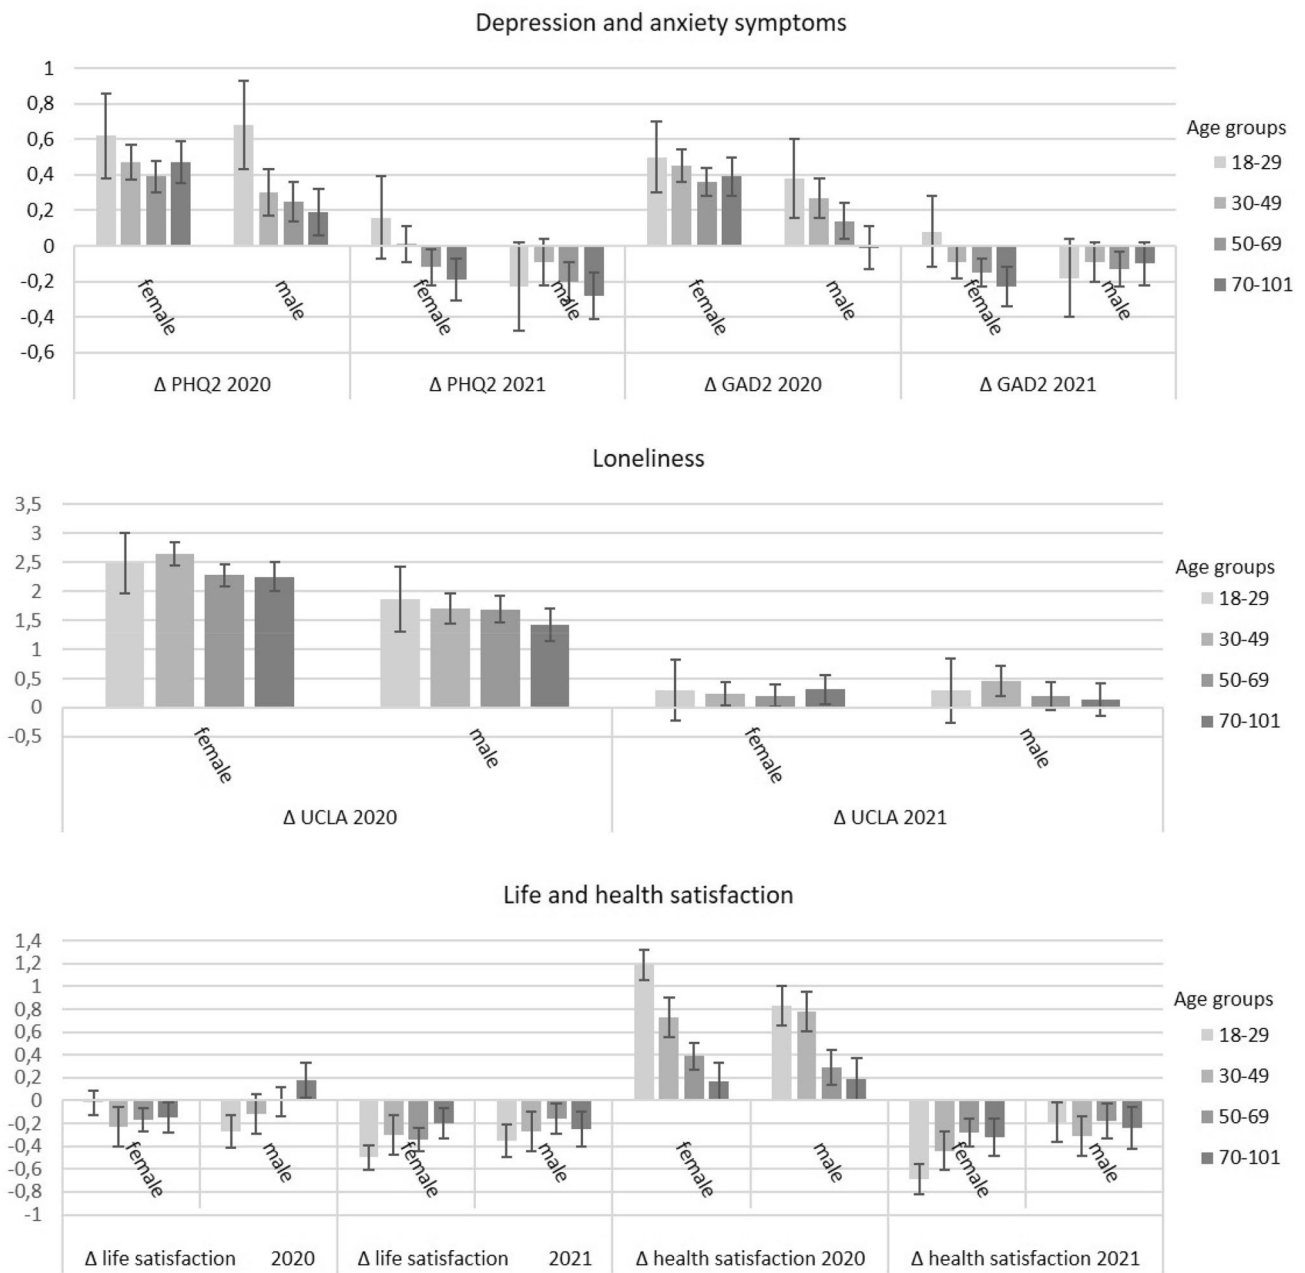 Depression and anxiety symptoms
1
0,8
0,6
0,4
0,2
0
-0,2
-0,4
-0,6
female
male
female
male
female
male
female
male
Δ PHQ2 2020
Δ PHQ2 2021
Δ GAD2 2020
Δ GAD2 2021
Age groups
18-29
30-49
50-69
70-101
Loneliness
3,5
3
2,5
2
1,5
1
0,5
0
-0,5
female
male
female
male
Δ UCLA 2020
Δ UCLA 2021
Age groups
18-29
30-49
50-69
70-101
Life and health satisfaction
1,4
1,2
1
0,8
0,6
0,4
0,2
0
-0,2
-0,4
-0,6
-0,8
-1
female
male
female
male
female
male
female
male
Δ life satisfaction 2020
Δ life satisfaction 2021
Δ health satisfaction 2020
Δ health satisfaction 2021
Age groups
18-29
30-49
50-69
70-101